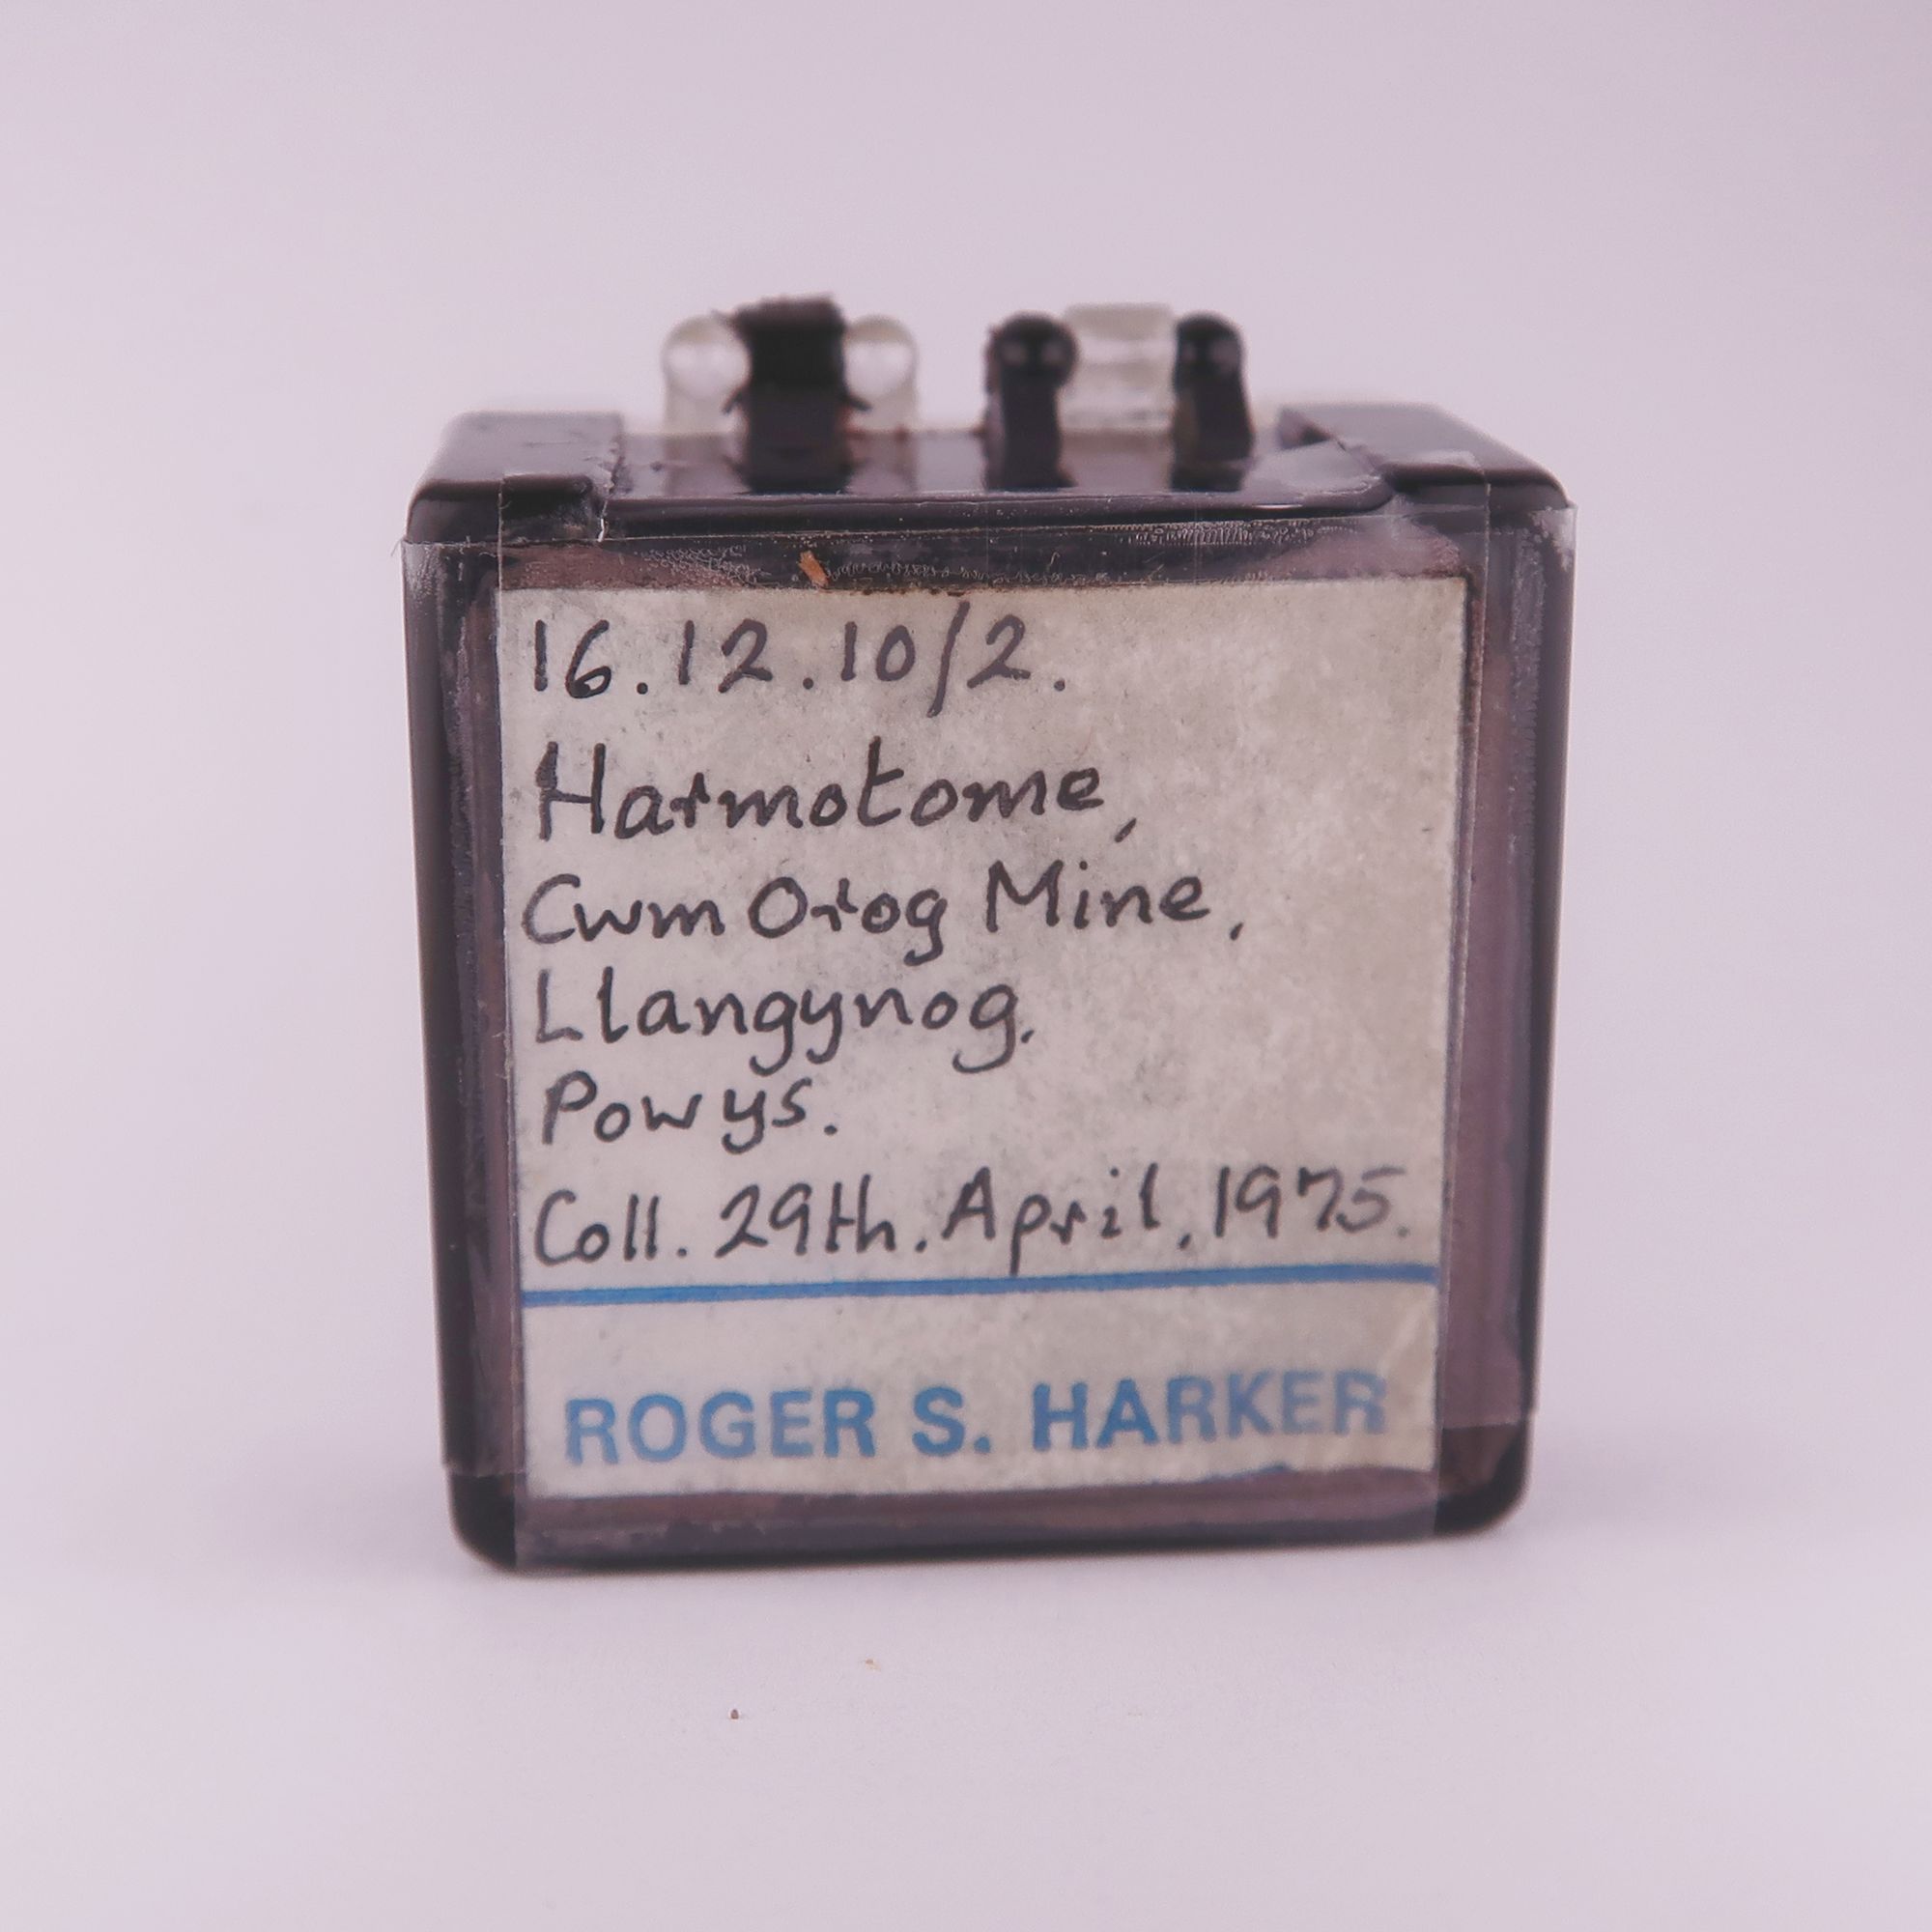 16.12.10/2.
Harmotome,
Cwm Orog Mine,
Llangynog.
Powys.
Coll. 29th. April. 1975.
ROGER S. HARKER